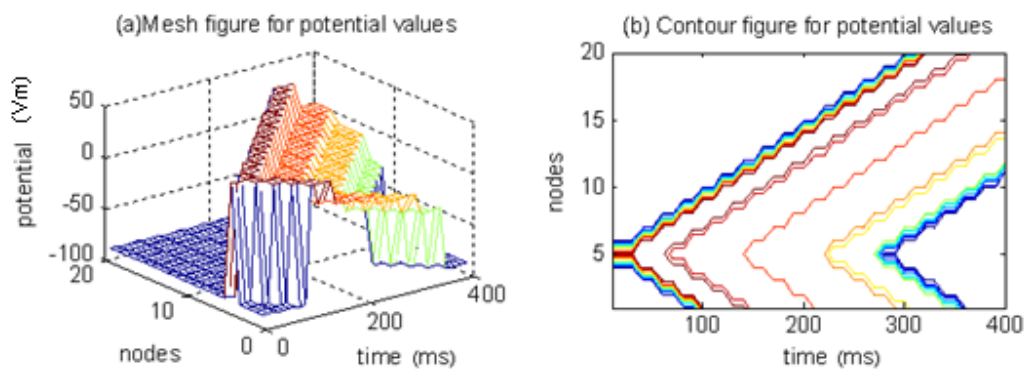 (a)Mesh figure for potential values
potential (Vm)
50
0
-50
-100
20
10
0
nodes
0
200
400
time (ms)
(b) Contour figure for potential values
nodes
20
15
10
5
100
200
300
400
time (ms)